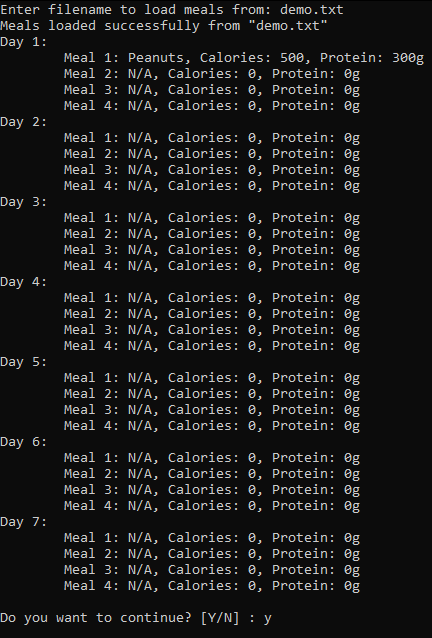 Enter filename to load meals from: demo.txt
Meals loaded successfully from "demo.txt"
Day 1:
Meal 1: Peanuts, Calories: 500, Protein: 300g
Meal 2: N/A, Calories: 0, Protein: 0g
Meal 3: N/A, Calories: 0, Protein: 0g
Meal 4: N/A, Calories: 0, Protein: 0g
Day 2:
Meal 1: N/A, Calories: 0, Protein: 0g
Meal 2: N/A, Calories: 0, Protein: 0g
Meal 3: N/A, Calories: 0, Protein: 0g
Meal 4: N/A, Calories: 0, Protein: 0g
Day 3:
Meal 1: N/A, Calories: 0, Protein: 0g
Meal 2: N/A, Calories: 0, Protein: 0g
Meal 3: N/A, Calories: 0, Protein: 0g
Meal 4: N/A, Calories: 0, Protein: 0g
Day 4:
Meal 1: N/A, Calories: 0, Protein: 0g
Meal 2: N/A, Calories: 0, Protein: 0g
Meal 3: N/A, Calories: 0, Protein: 0g
Meal 4: N/A, Calories: 0, Protein: 0g
Day 5:
Meal 1: N/A, Calories: 0, Protein: 0g
Meal 2: N/A, Calories: 0, Protein: 0g
Meal 3: N/A, Calories: 0, Protein: 0g
Meal 4: N/A, Calories: 0, Protein: 0g
Day 6:
Meal 1: N/A, Calories: 0, Protein: 0g
Meal 2: N/A, Calories: 0, Protein: 0g
Meal 3: N/A, Calories: 0, Protein: 0g
Meal 4: N/A, Calories: 0, Protein: 0g
Day 7:
Meal 1: N/A, Calories: 0, Protein: 0g
Meal 2: N/A, Calories: 0, Protein: 0g
Meal 3: N/A, Calories: 0, Protein: 0g
Meal 4: N/A, Calories: 0, Protein: 0g
Do you want to continue? [Y/N] : y